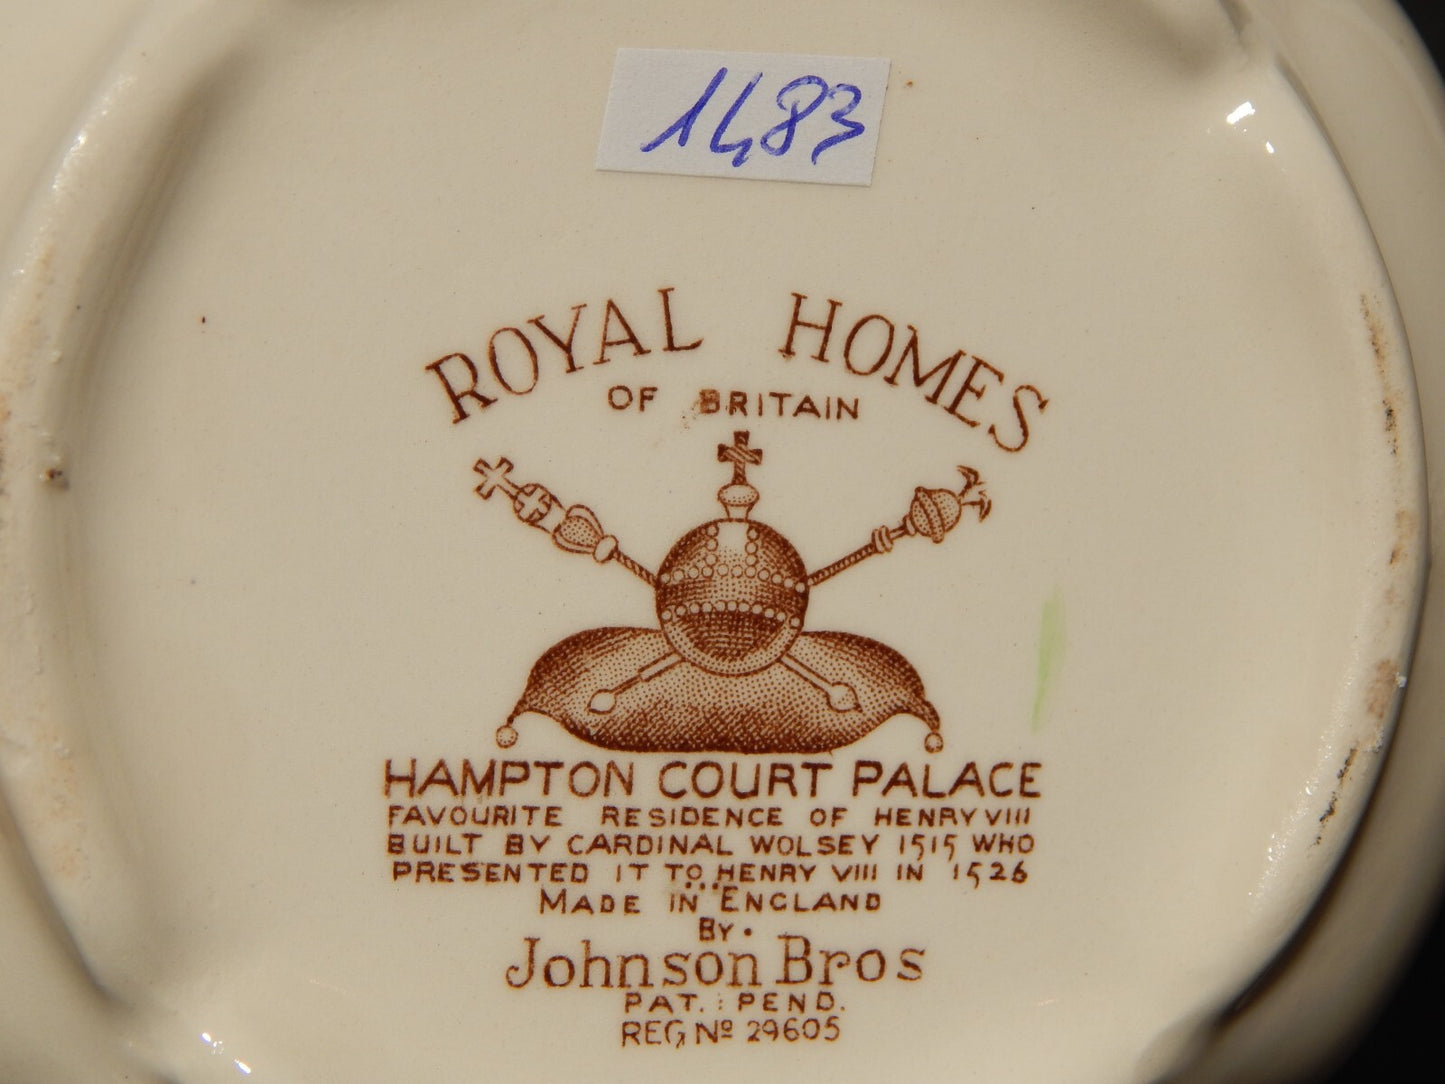 1483
ROYAL HOMES
OF BRITAIN
HAMPTON COURT PALACE
FAVOURITE RESIDENCE OF HENRY VIII
BUILT BY CARDINAL WOLSEY 1515 WHO
PRESENTED IT TO HENRY VIII IN 1526
MADE IN ENGLAND
BY.
Johnson Bros
PAT. : PEND.
REG Nº 29605